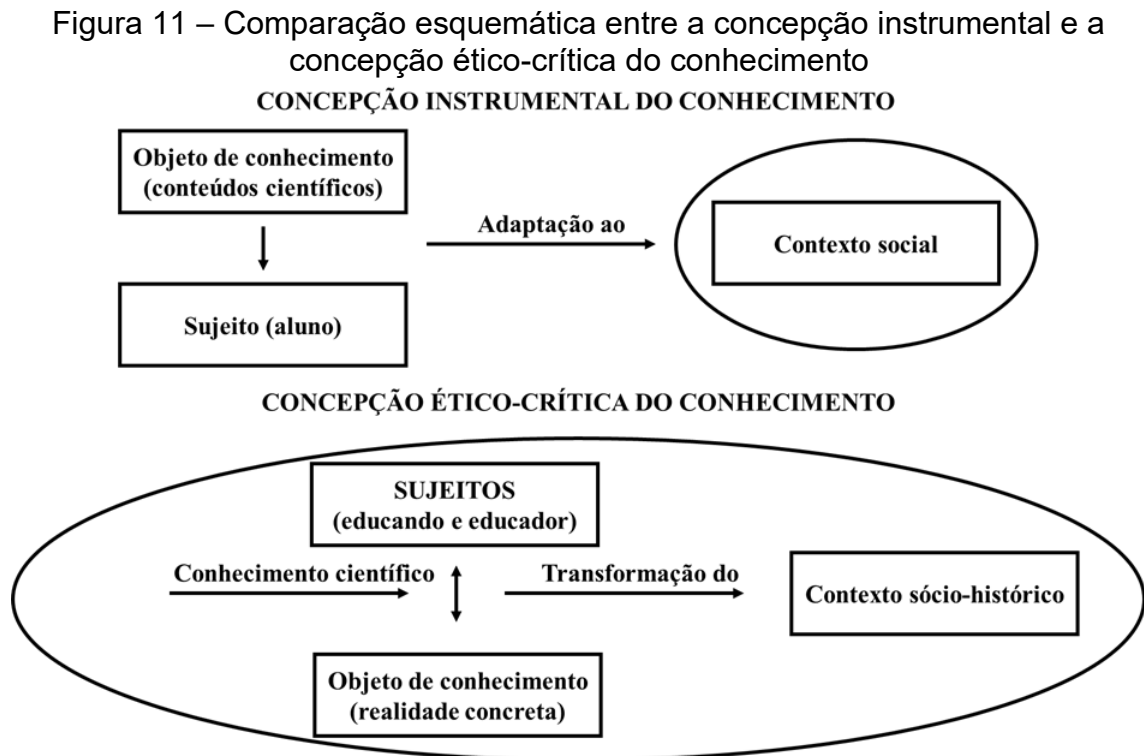 Figura 11 – Comparação esquemática entre a concepção instrumental e a
concepção ético-crítica do conhecimento
CONCEPÇÃO INSTRUMENTAL DO CONHECIMENTO
Objeto de conhecimento
(conteúdos científicos)
Adaptação ao
Contexto social
Sujeito (aluno)
CONCEPÇÃO ÉTICO-CRÍTICA DO CONHECIMENTO
SUJEITOS
(educando e educador)
Conhecimento científico
Transformação do
Contexto sócio-histórico
Objeto de conhecimento
(realidade concreta)